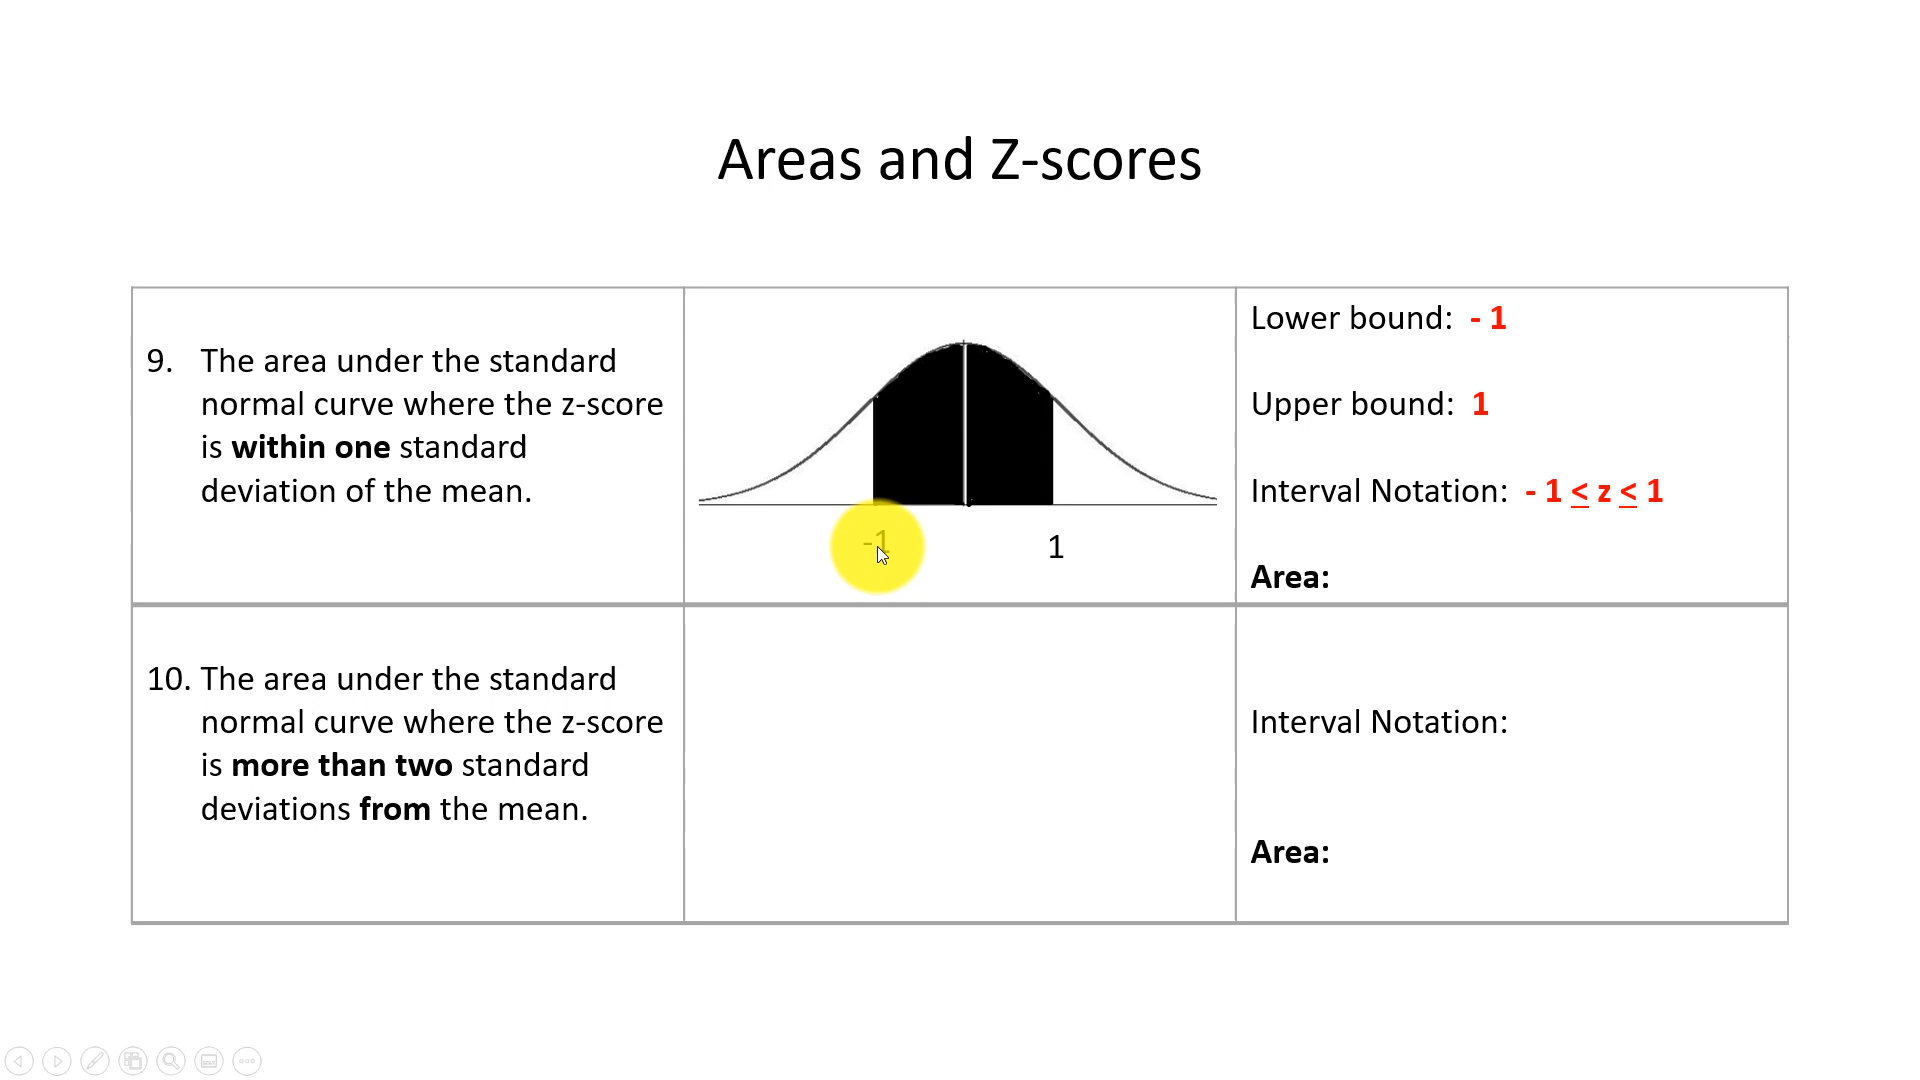 Areas and Z-scores
9. The area under the standard
normal curve where the z-score
is within one standard
deviation of the mean.
-1
1
Lower bound: - 1
Upper bound: 1
Interval Notation: - 1 < z < 1
Area:
10. The area under the standard
normal curve where the z-score
is more than two standard
deviations from the mean.
Interval Notation:
Area: